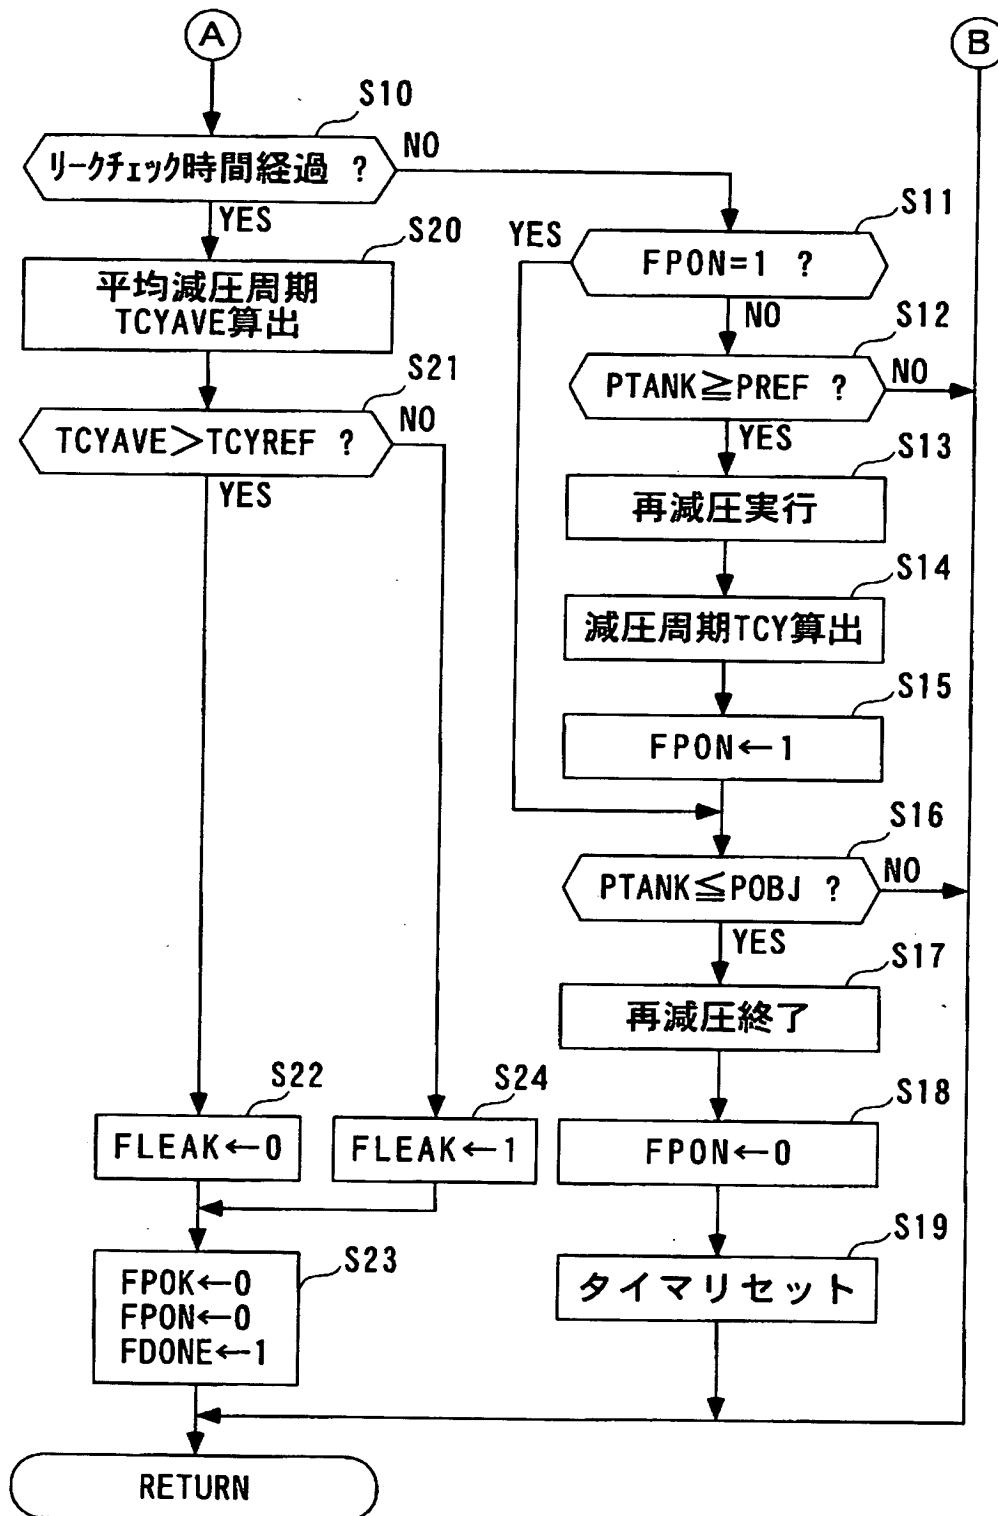 A
B
S10
リークチェック時間経過 ?
NO
YES
S11
FPON=1 ?
YES
NO
S20
平均減圧周期
TCYAVE算出
S12
PTANK≧PREF ?
NO
YES
S21
TCYAVE>TCYREF ?
NO
YES
S13
再減圧実行
S14
減圧周期TCY算出
S15
FPON←1
S16
PTANK≦POBJ ?
NO
YES
S17
再減圧終了
S22
FLEAK←0
S24
FLEAK←1
S18
FPON←0
S23
FPOK←0
FPON←0
FDONE←1
S19
タイマリセット
RETURN